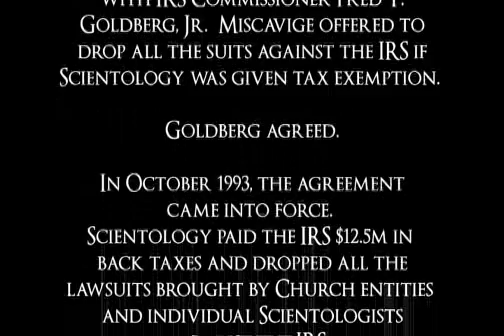 WITH IRS COMMISSIONER FRED T.
GOLDBERG, JR. MISCAVIGE OFFERED TO
DROP ALL THE SUITS AGAINST THE IRS IF
SCIENTOLOGY WAS GIVEN TAX EXEMPTION.
GOLDBERG AGREED.
IN OCTOBER 1993, THE AGREEMENT
CAME INTO FORCE.
SCIENTOLOGY PAID THE IRS $12.5M IN
BACK TAXES AND DROPPED ALL THE
LAWSUITS BROUGHT BY CHURCH ENTITIES
AND INDIVIDUAL SCIENTOLOGISTS